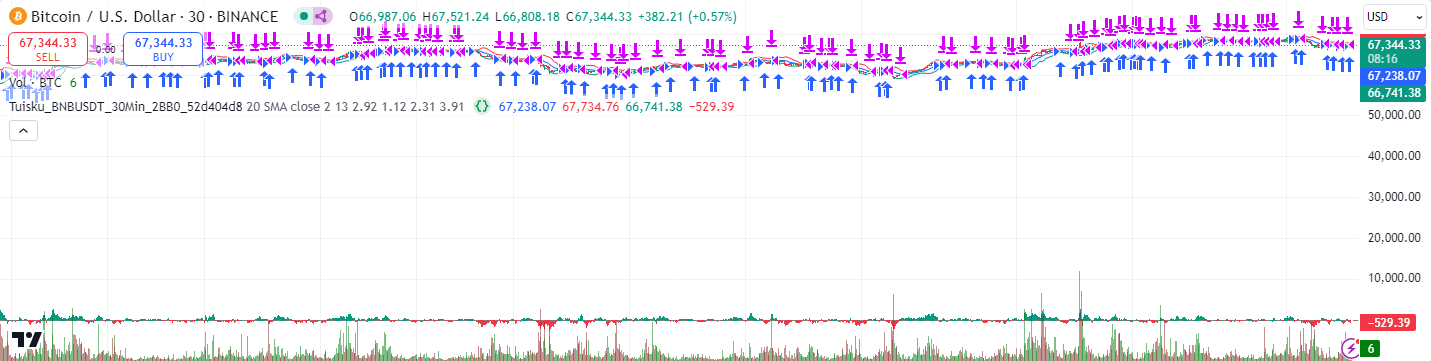 Bitcoin / U.S. Dollar · 30 · BINANCE O66,987.06 H67,521.24 L66,808.18 C67,344.33 +382.21 (+0.57%)
USD
67,344.33
SELL
0.00
67,344.33
BUY
Vol · BTC 6
Tuisku_BNBUSDT_30Min_2BB0_52d404d8 20 SMA close 2 13 2.92 1.12 2.31 3.91 {} 67,238.07 67,734.76 66,741.38 −529.39
67,344.33
08:16
67,238.07
66,741.38
50,000.00
40,000.00
30,000.00
20,000.00
10,000.00
−529.39
6